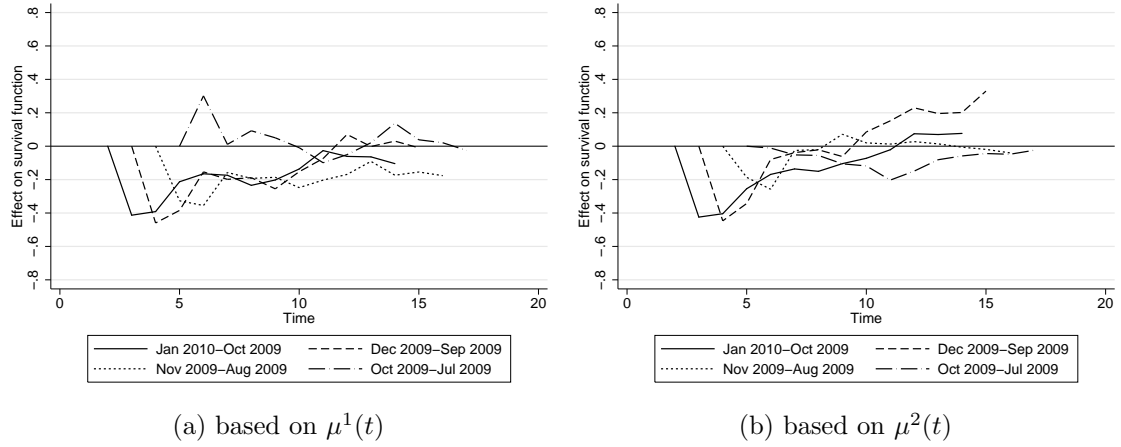 Effect on survival function
.8
.6
.4
.2
0
−.2
−.4
−.6
−.8
0 5 10 15 20
Time
Jan 2010−Oct 2009 Dec 2009−Sep 2009
Nov 2009−Aug 2009 Oct 2009−Jul 2009
(a) based on μ¹(t)
Effect on survival function
.8
.6
.4
.2
0
−.2
−.4
−.6
−.8
0 5 10 15 20
Time
Jan 2010−Oct 2009 Dec 2009−Sep 2009
Nov 2009−Aug 2009 Oct 2009−Jul 2009
(b) based on μ²(t)